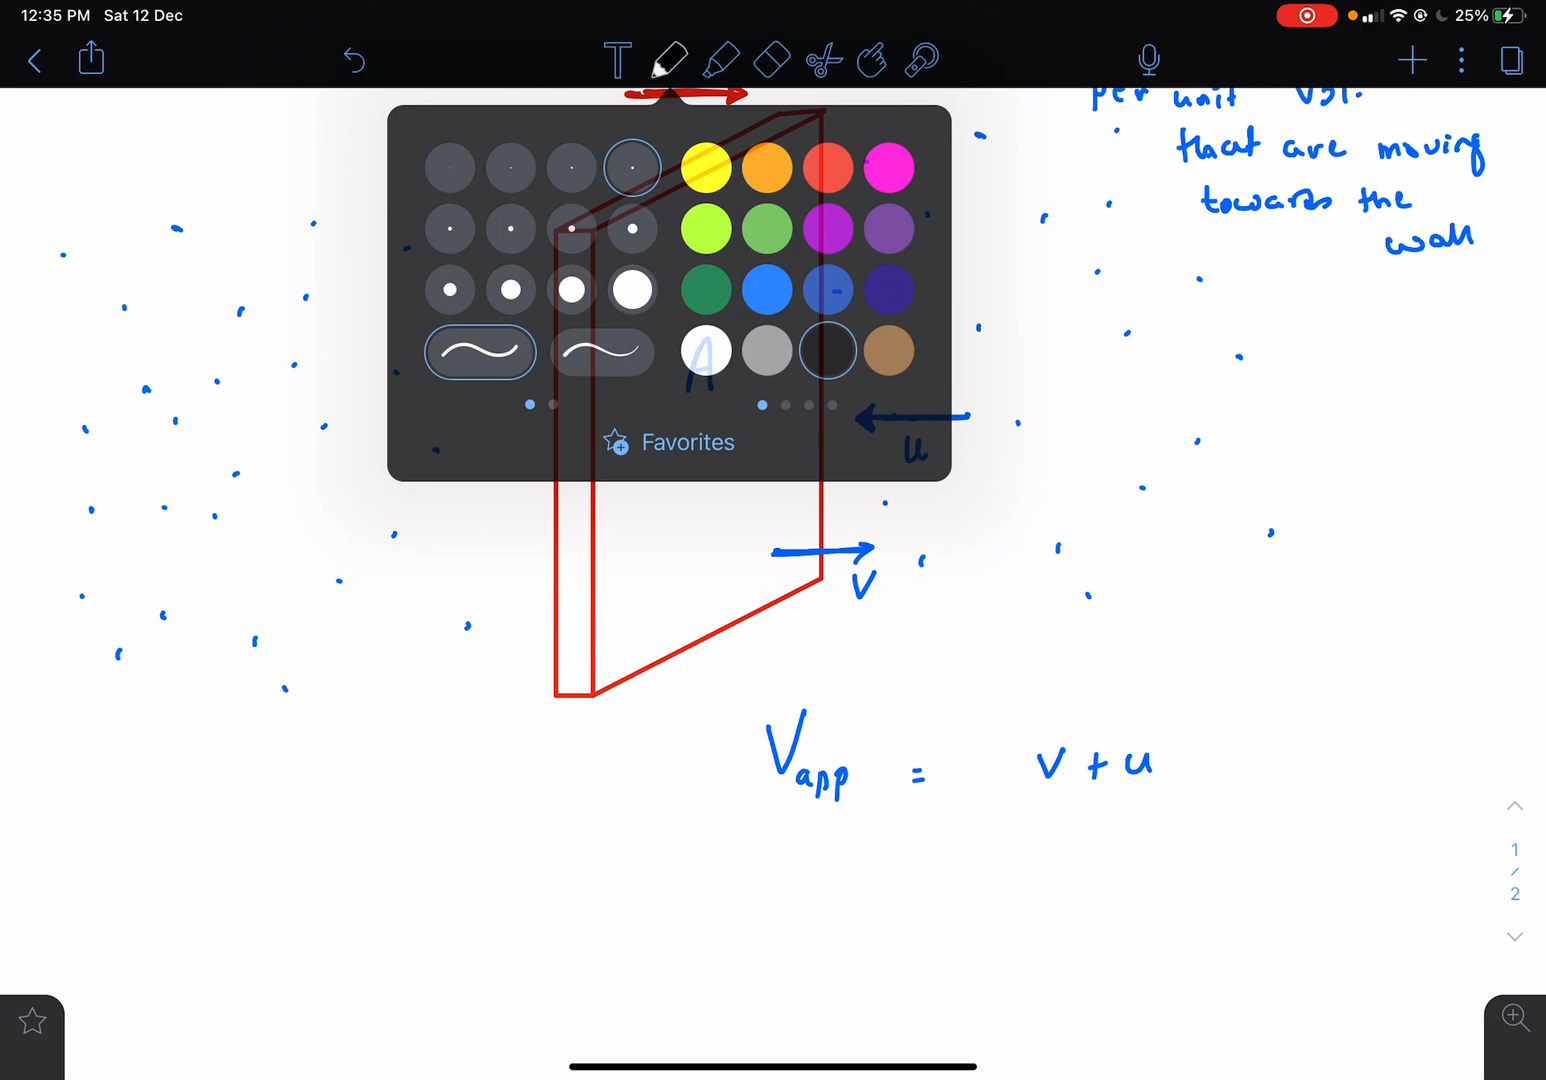 12:35 PM Sat 12 Dec
25%
T
per unit vol.
that are moving
towards the
wall
A
u
Favorites
v
Vapp = v + u
1
/
2